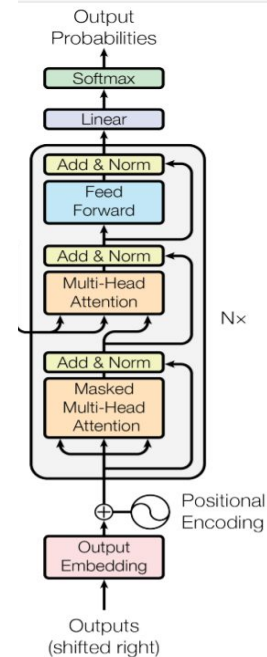 Output
Probabilities
Softmax
Linear
Add & Norm
Feed
Forward
Add & Norm
Multi-Head
Attention
N×
Add & Norm
Masked
Multi-Head
Attention
Positional
Encoding
Output
Embedding
Outputs
(shifted right)